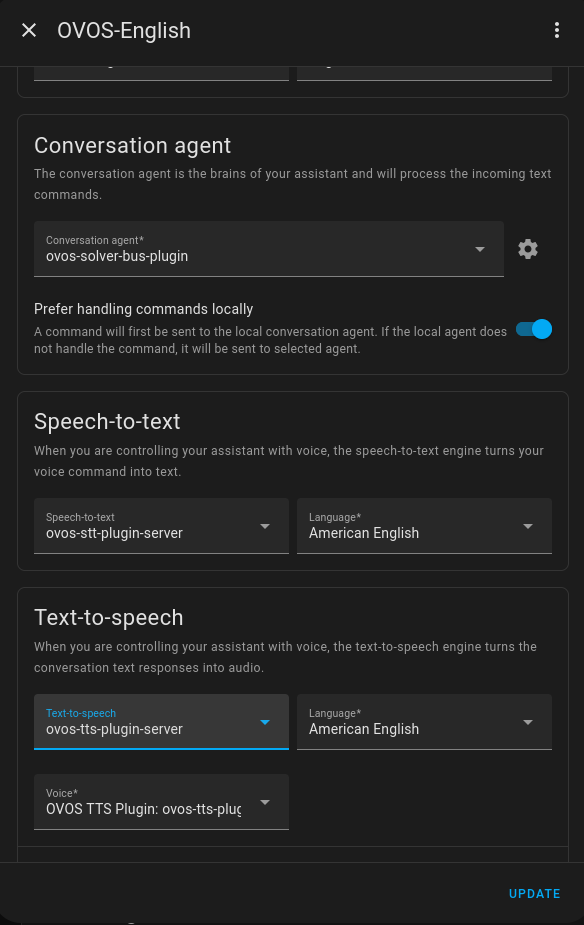 OVOS-English
Conversation agent
The conversation agent is the brains of your assistant and will process the incoming text
commands.
Conversation agent*
ovos-solver-bus-plugin
Prefer handling commands locally
A command will first be sent to the local conversation agent. If the local agent does
not handle the command, it will be sent to selected agent.
Speech-to-text
When you are controlling your assistant with voice, the speech-to-text engine turns your
voice command into text.
Speech-to-text
ovos-stt-plugin-server
Language*
American English
Text-to-speech
When you are controlling your assistant with voice, the text-to-speech engine turns the
conversation text responses into audio.
Text-to-speech
ovos-tts-plugin-server
Language*
American English
Voice*
OVOS TTS Plugin: ovos-tts-plug
UPDATE